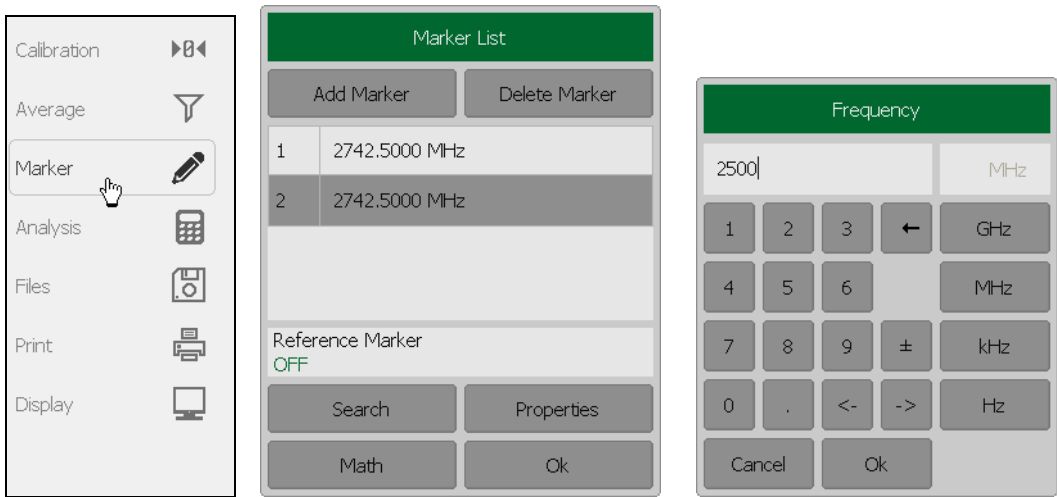 Calibration
Average
Marker
Analysis
Files
Print
Display
Marker List
Add Marker Delete Marker
1 2742.5000 MHz
2 2742.5000 MHz
Reference Marker
OFF
Search Properties
Math Ok
Frequency
2500 MHz
1 2 3 ← GHz
4 5 6 MHz
7 8 9 ± kHz
0 . <- -> Hz
Cancel Ok